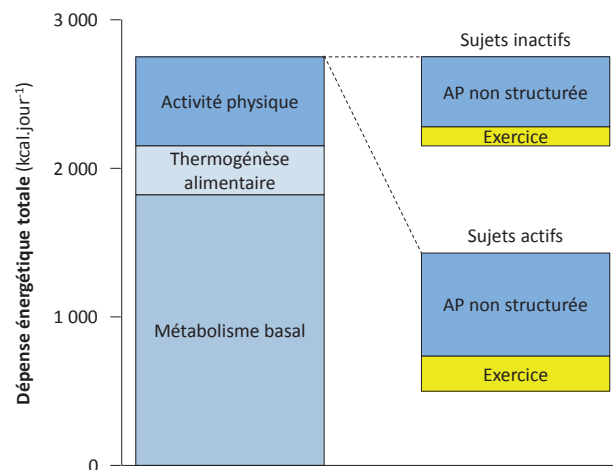 Dépense énergétique totale (kcal.jour⁻¹)
3 000
2 000
1 000
0
Activité physique
Thermogénèse
alimentaire
Métabolisme basal
Sujets inactifs
AP non structurée
Exercice
Sujets actifs
AP non structurée
Exercice